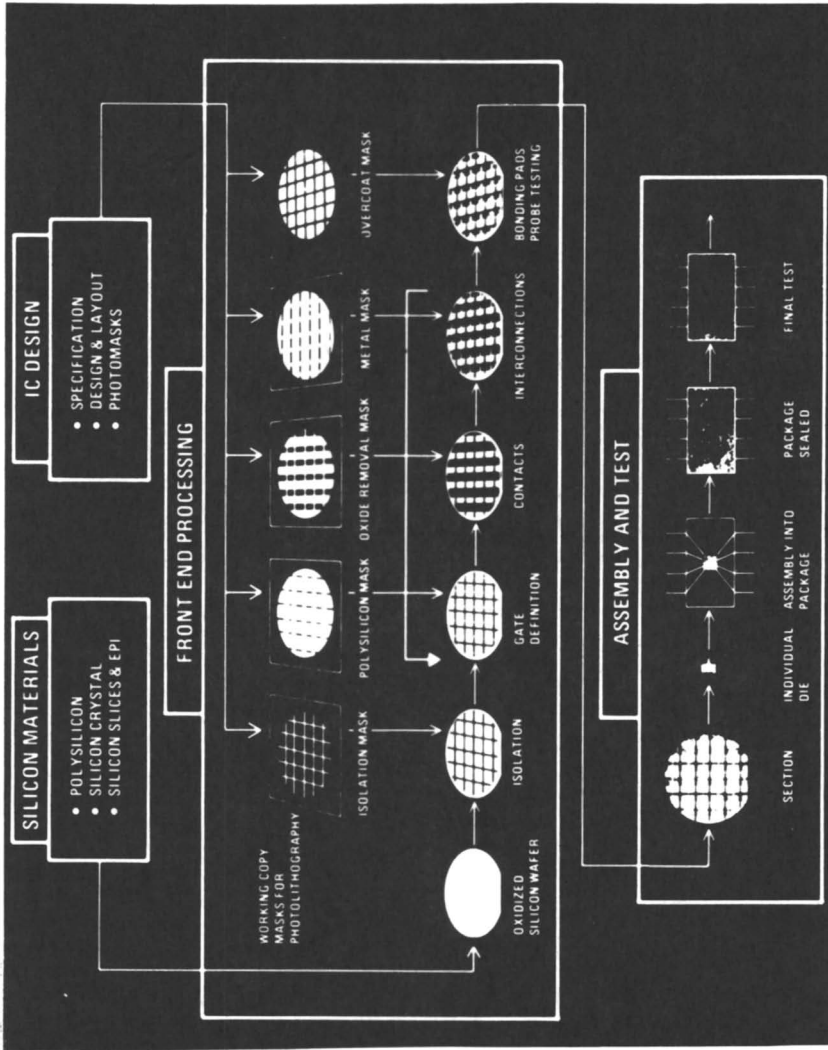 SILICON MATERIALS
• POLYSILICON
• SILICON CRYSTAL
• SILICON SLICES & EPI
IC DESIGN
• SPECIFICATION
• DESIGN & LAYOUT
• PHOTOMASKS
FRONT END PROCESSING
WORKING COPY
MASKS FOR
PHOTOLITHOGRAPHY
ISOLATION MASK
POLYSILICON MASK
OXIDE REMOVAL MASK
METAL MASK
OVERCOAT MASK
OXIDIZED
SILICON WAFER
ISOLATION
GATE
DEFINITION
CONTACTS
INTERCONNECTIONS
BONDING PADS
PROBE TESTING
ASSEMBLY AND TEST
SECTION
INDIVIDUAL
DIE
ASSEMBLY INTO
PACKAGE
PACKAGE
SEALED
FINAL TEST